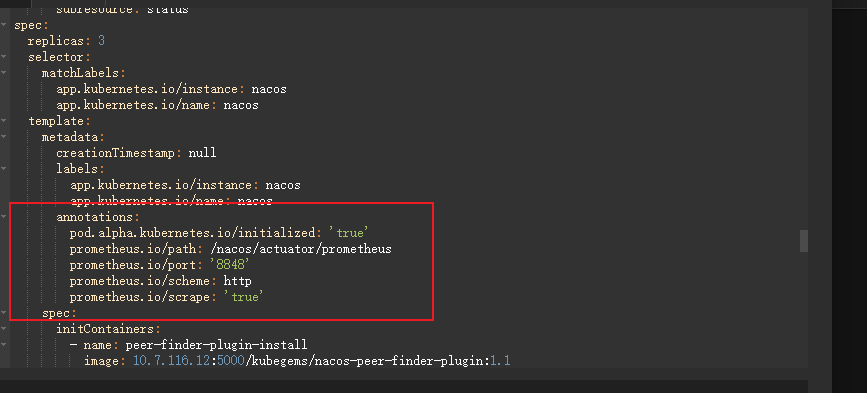 subresource: status
spec:
replicas: 3
selector:
matchLabels:
app.kubernetes.io/instance: nacos
app.kubernetes.io/name: nacos
template:
metadata:
creationTimestamp: null
labels:
app.kubernetes.io/instance: nacos
app.kubernetes.io/name: nacos
annotations:
pod.alpha.kubernetes.io/initialized: 'true'
prometheus.io/path: /nacos/actuator/prometheus
prometheus.io/port: '8848'
prometheus.io/scheme: http
prometheus.io/scrape: 'true'
spec:
initContainers:
- name: peer-finder-plugin-install
image: 10.7.116.12:5000/kubegems/nacos-peer-finder-plugin:1.1